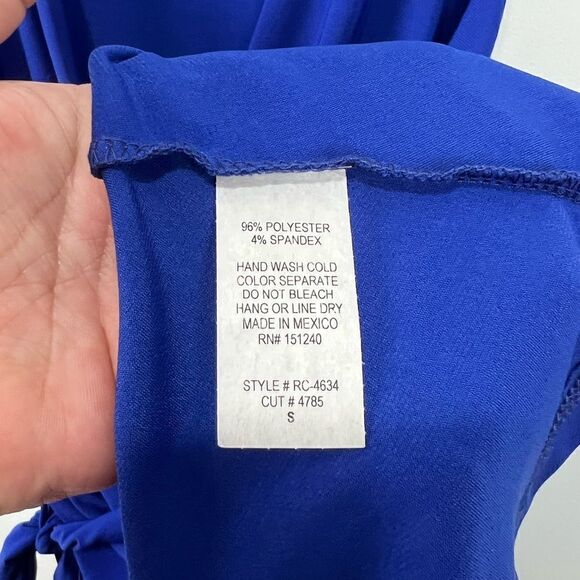 96% POLYESTER
4% SPANDEX
HAND WASH COLD
COLOR SEPARATE
DO NOT BLEACH
HANG OR LINE DRY
MADE IN MEXICO
RN# 151240
STYLE # RC-4634
CUT # 4785
S